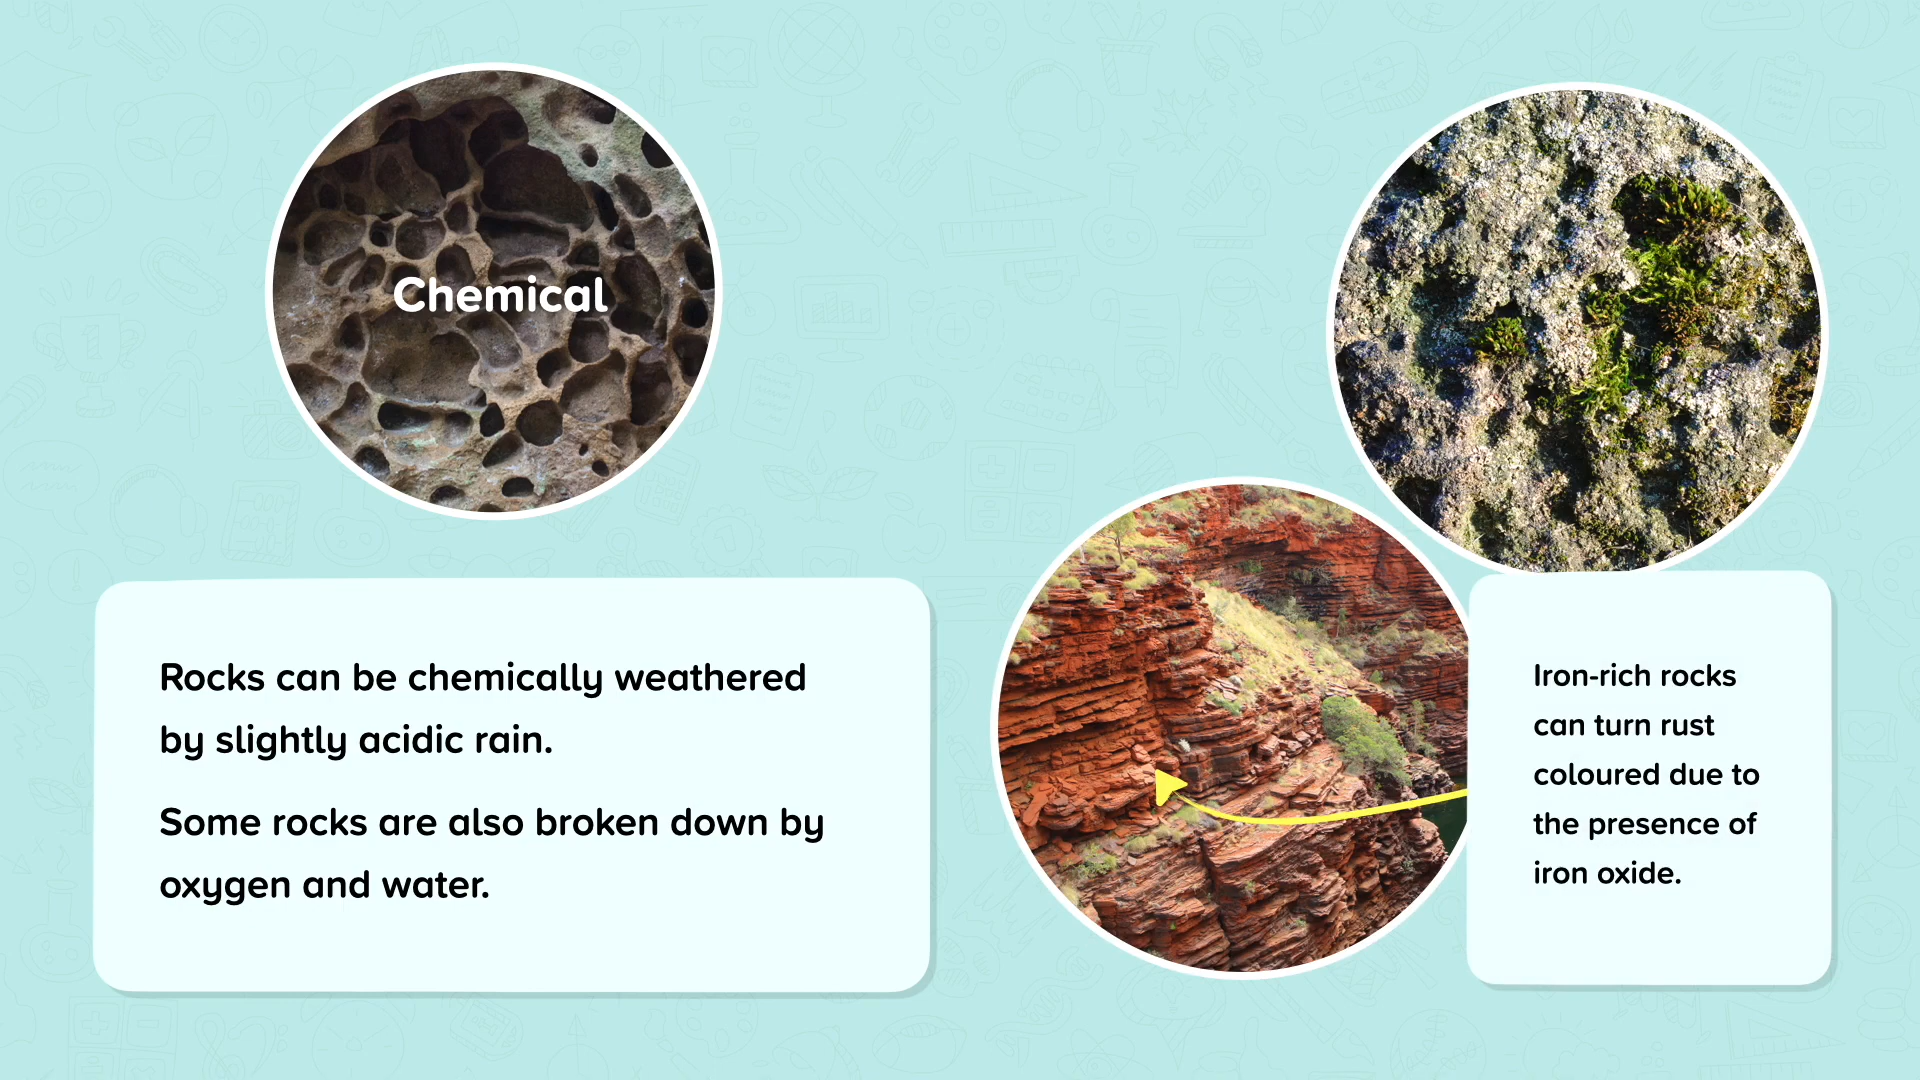 Chemical
Rocks can be chemically weathered
by slightly acidic rain.
Some rocks are also broken down by
oxygen and water.
Iron-rich rocks
can turn rust
coloured due to
the presence of
iron oxide.